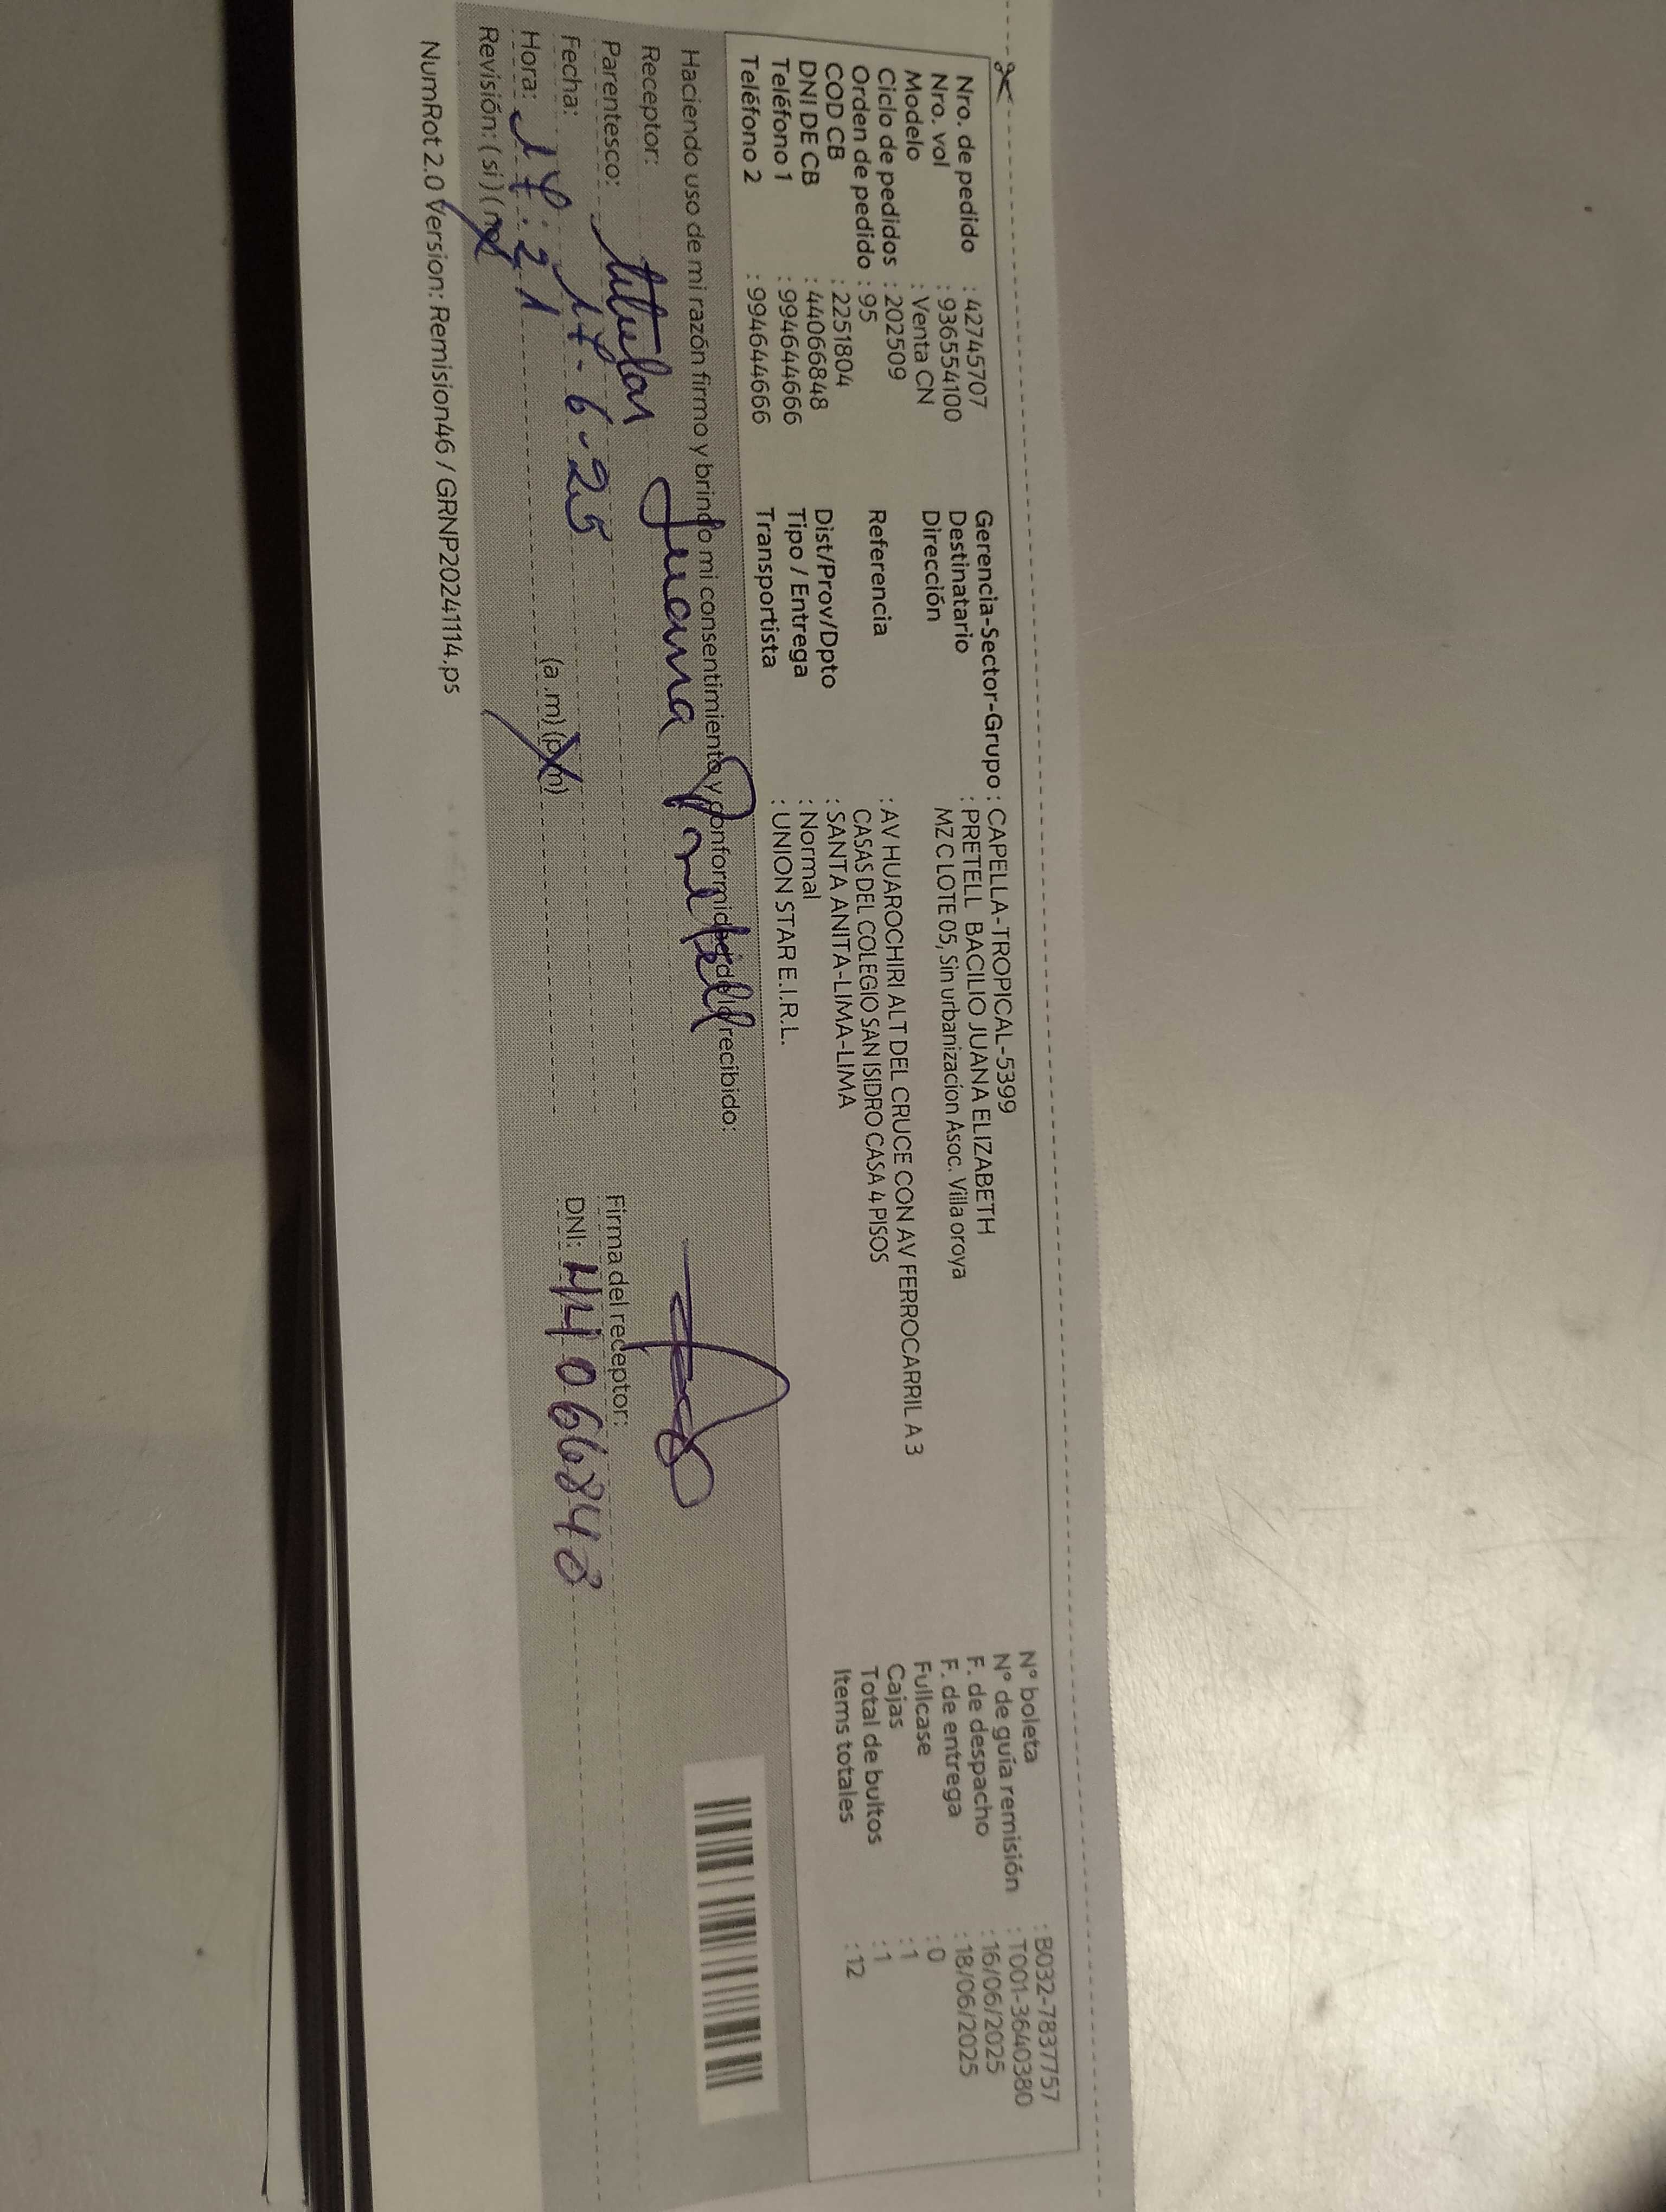 Nro. de pedido : 42745707
Nro. vol : 936554100
Modelo : Venta CN
Ciclo de pedidos : 202509
Orden de pedido : 95
COD CB : 2251804
DNI DE CB : 44066848
Teléfono 1 : 994644666
Teléfono 2 : 994644666
Gerencia-Sector-Grupo : CAPELLA-TROPICAL-5399
Destinatario : PRETELL BACILIO JUANA ELIZABETH
Dirección MZ C LOTE 05, Sin urbanizacion Asoc. Villa oroya
Referencia : AV HUAROCHIRI ALT DEL CRUCE CON AV FERROCARRIL A 3
CASAS DEL COLEGIO SAN ISIDRO CASA 4 PISOS
Dist/Prov/Dpto : SANTA ANITA-LIMA-LIMA
Tipo / Entrega : Normal
Transportista : UNION STAR E.I.R.L.
N° boleta : B032-7837757
N° de guía remisión : T001-3640380
F. de despacho : 16/06/2025
F. de entrega : 18/06/2025
Fullcase : 0
Cajas : 1
Total de bultos : 1
Items totales : 12
Haciendo uso de mi razón firmo y brindo mi consentimiento y conformidad de lo recibido:
Receptor: Juana Pretell
Parentesco: titular
Fecha: 17-6-25
Hora: 17:21 (a.m) (p.m)
Revisión: (si) (no)
Firma del receptor:
DNI: 44066848
NumRot 2.0 Version: Remision46 / GRNP20241114.ps